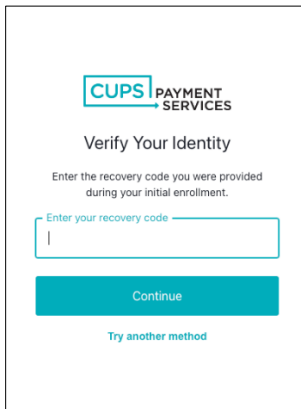 CUPS PAYMENT
SERVICES
Verify Your Identity
Enter the recovery code you were provided
during your initial enrollment.
Enter your recovery code
Continue
Try another method